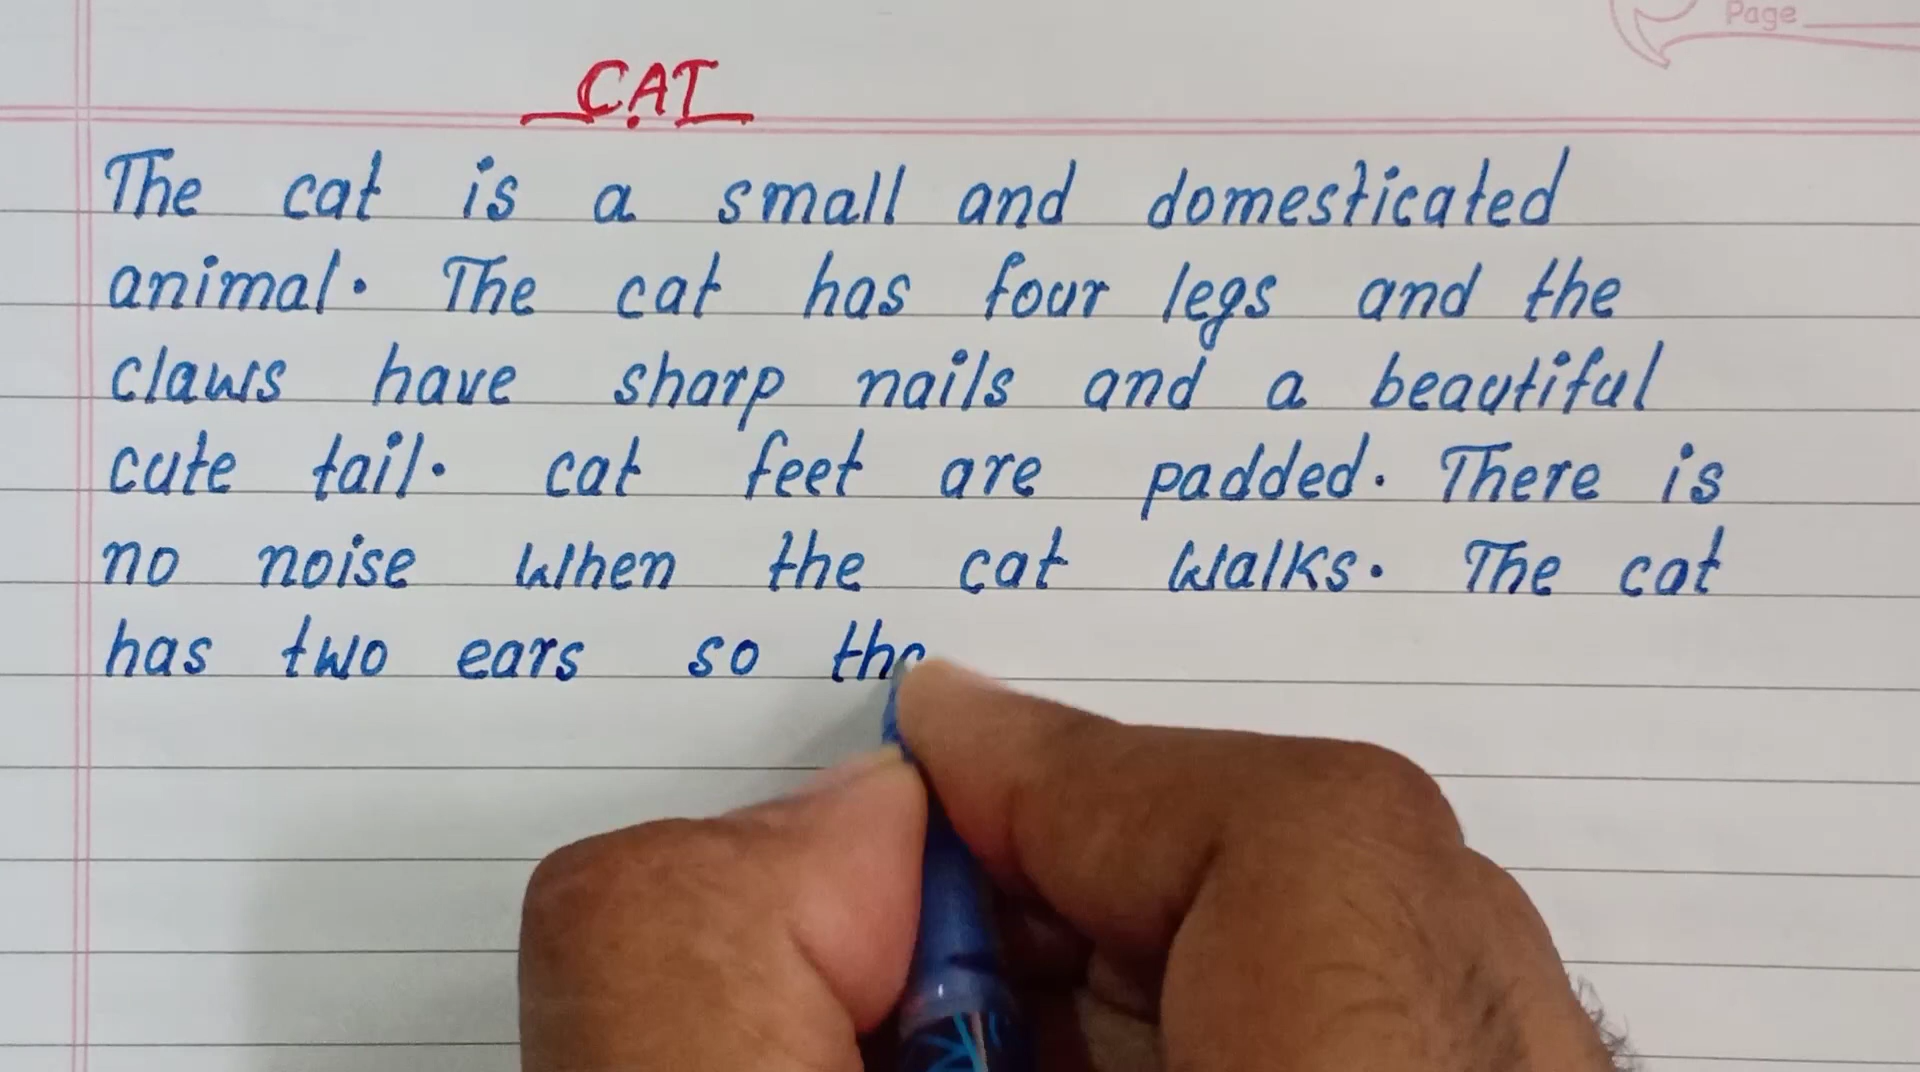 Page
CAT
The cat is a small and domesticated
animal. The cat has four legs and the
claws have sharp nails and a beautiful
cute tail. cat feet are padded. There is
no noise when the cat walks. The cat
has two ears so